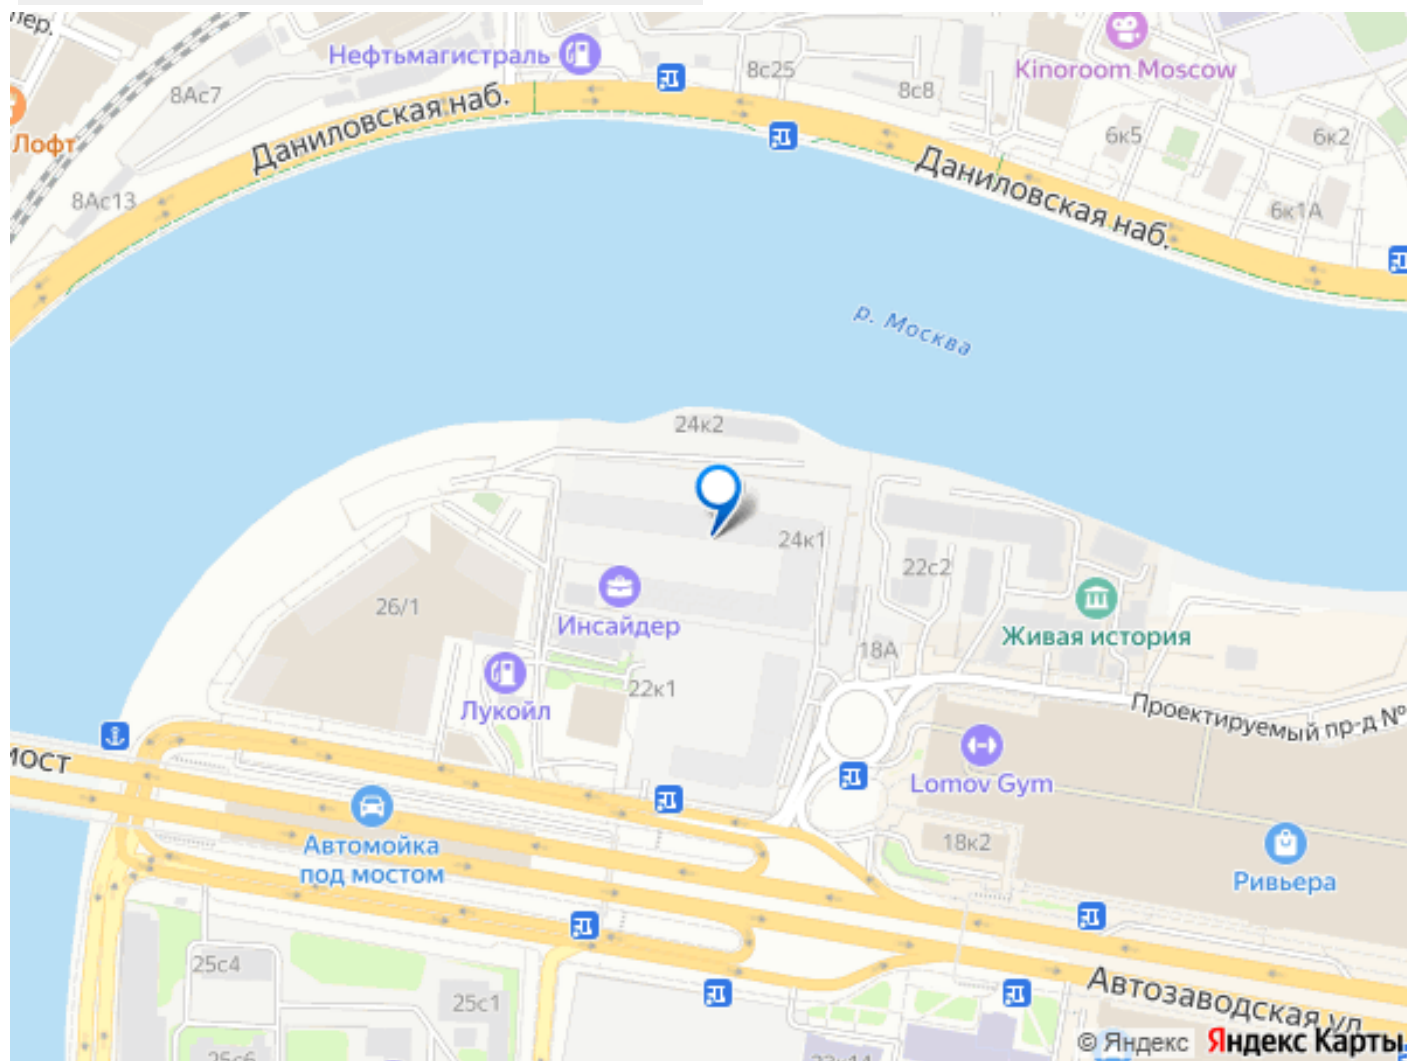 пер.
Нефтьмагистраль
8с25
8с8
Kinoroom Moscow
8Ас7
Даниловская наб.
Лофт
6к5
6к2
Даниловская наб.
8Ас13
6к1А
р. Москва
24к2
24к1
22с2
26/1
Инсайдер
Живая история
18А
22к1
Лукойл
Проектируемый пр-д №
мост
Lomov Gym
Автомойка
под мостом
18к2
Ривьера
25с4
25с1
Автозаводская ул.
25с6
© Яндекс Яндекс Карты